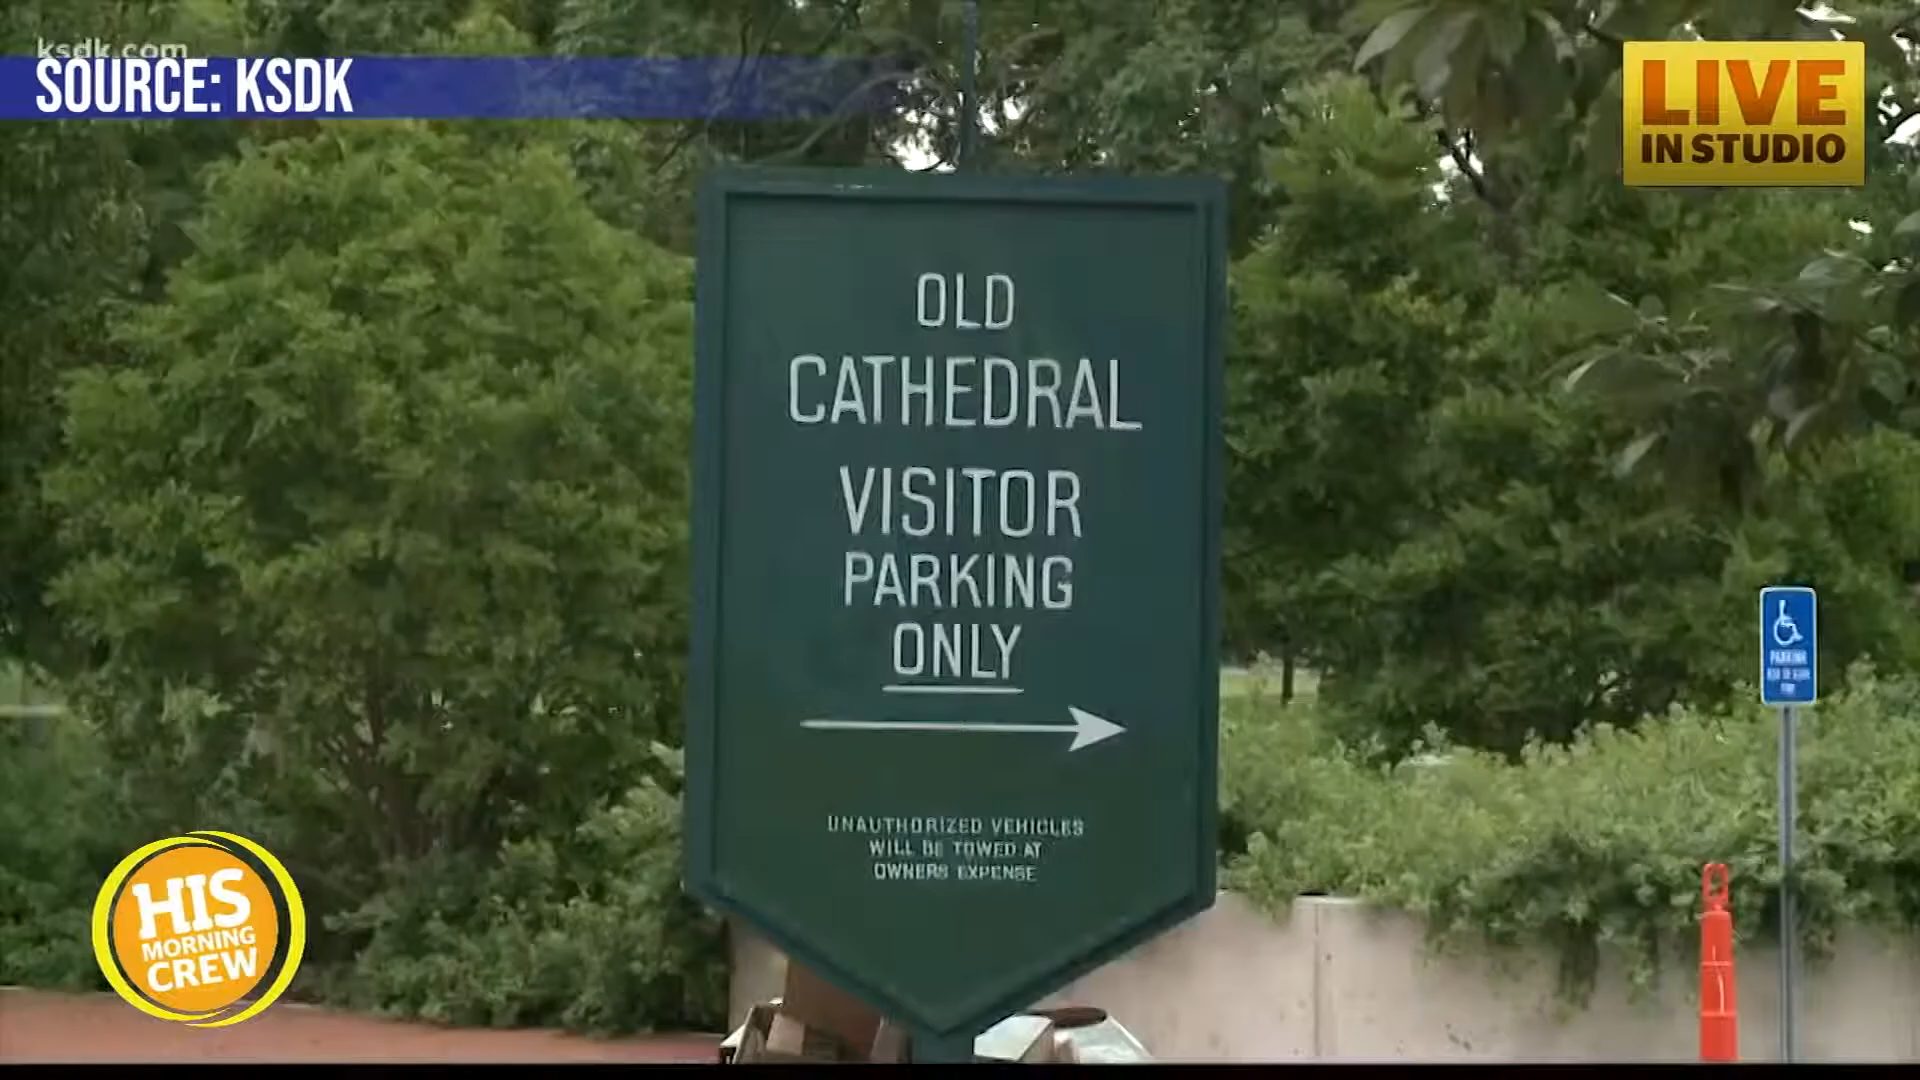 ksdk.com
SOURCE: KSDK
LIVE
IN STUDIO
OLD
CATHEDRAL
VISITOR
PARKING
ONLY
UNAUTHORIZED VEHICLES
WILL BE TOWED AT
OWNERS EXPENSE
PARKING
HIS
MORNING
CREW